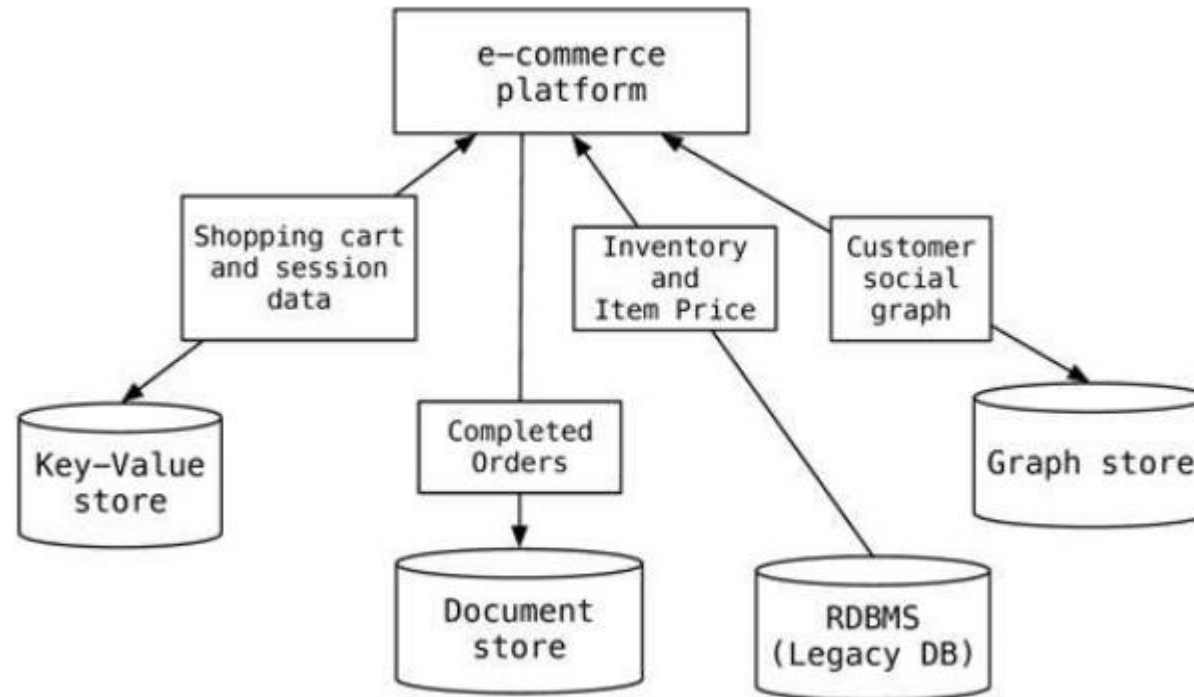 e-commerce
platform
Shopping cart
and session
data
Inventory
and
Item Price
Customer
social
graph
Completed
Orders
Key-Value
store
Graph store
Document
store
RDBMS
(Legacy DB)